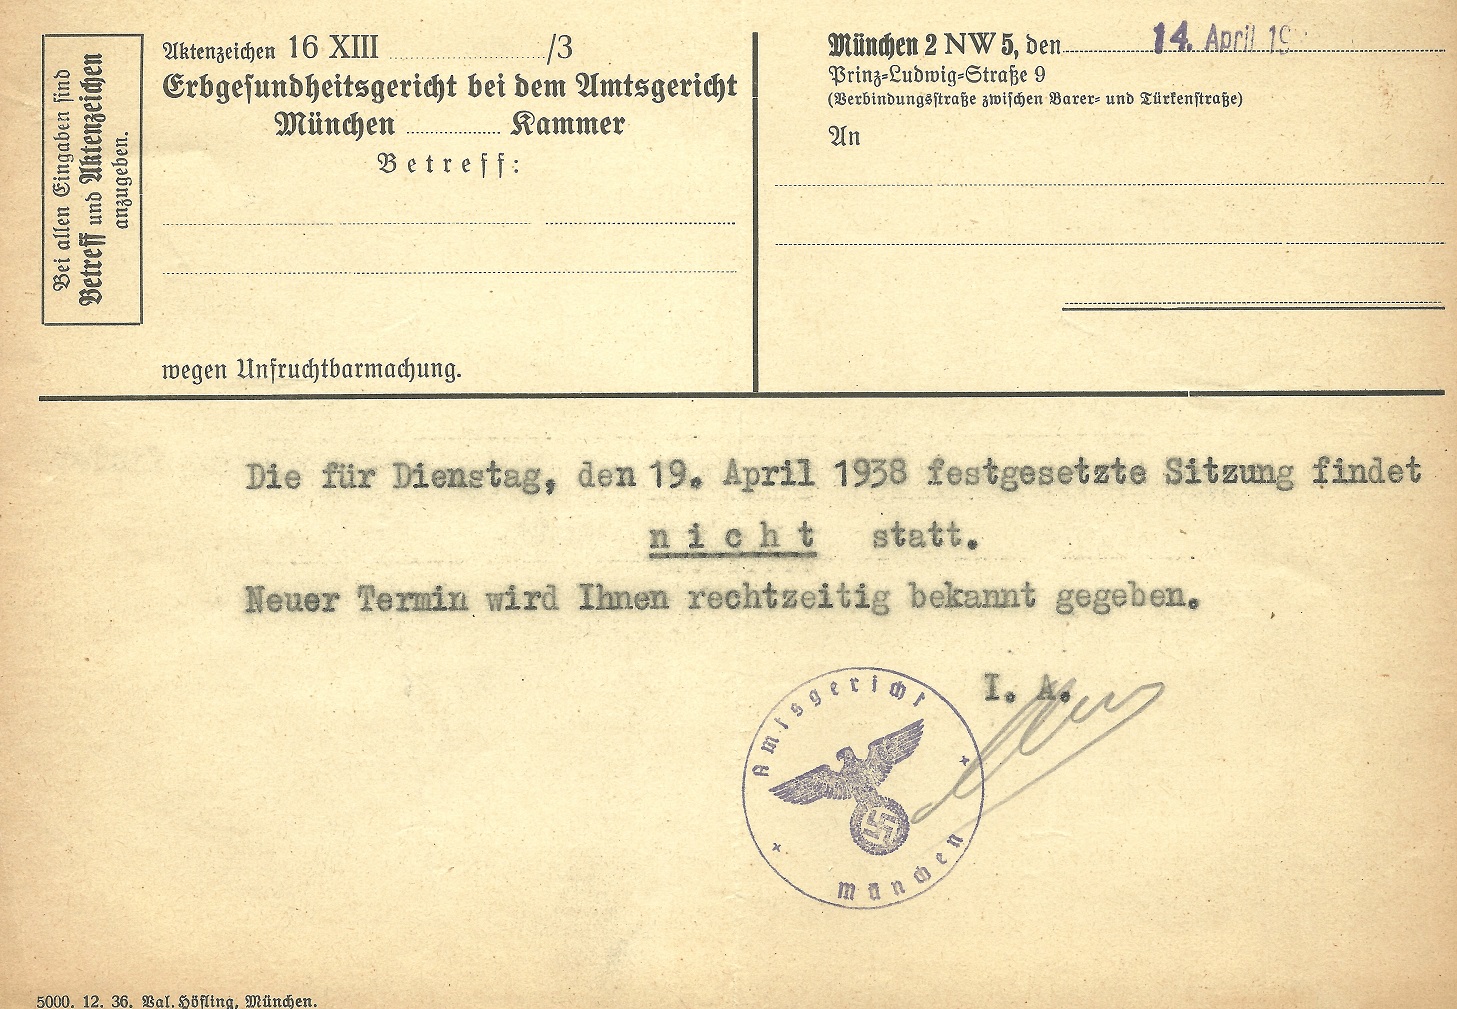 Bei allen Eingaben sind
Betreff und Aktenzeichen
anzugeben.
Aktenzeichen 16 XIII /3
Erbgesundheitsgericht bei dem Amtsgericht
München Kammer
Betreff:
wegen Unfruchtbarmachung.
München 2 NW 5, den 14. April
Prinz-Ludwig-Straße 9
(Verbindungsstraße zwischen Barer- und Türkenstraße)
An
Die für Dienstag, den 19. April 1938 festgesetzte Sitzung findet
nicht statt.
Neuer Termin wird Ihnen rechtzeitig bekannt gegeben.
I. A.
Amtsgericht
München
5000. 12. 36. Val. Höfling, München.